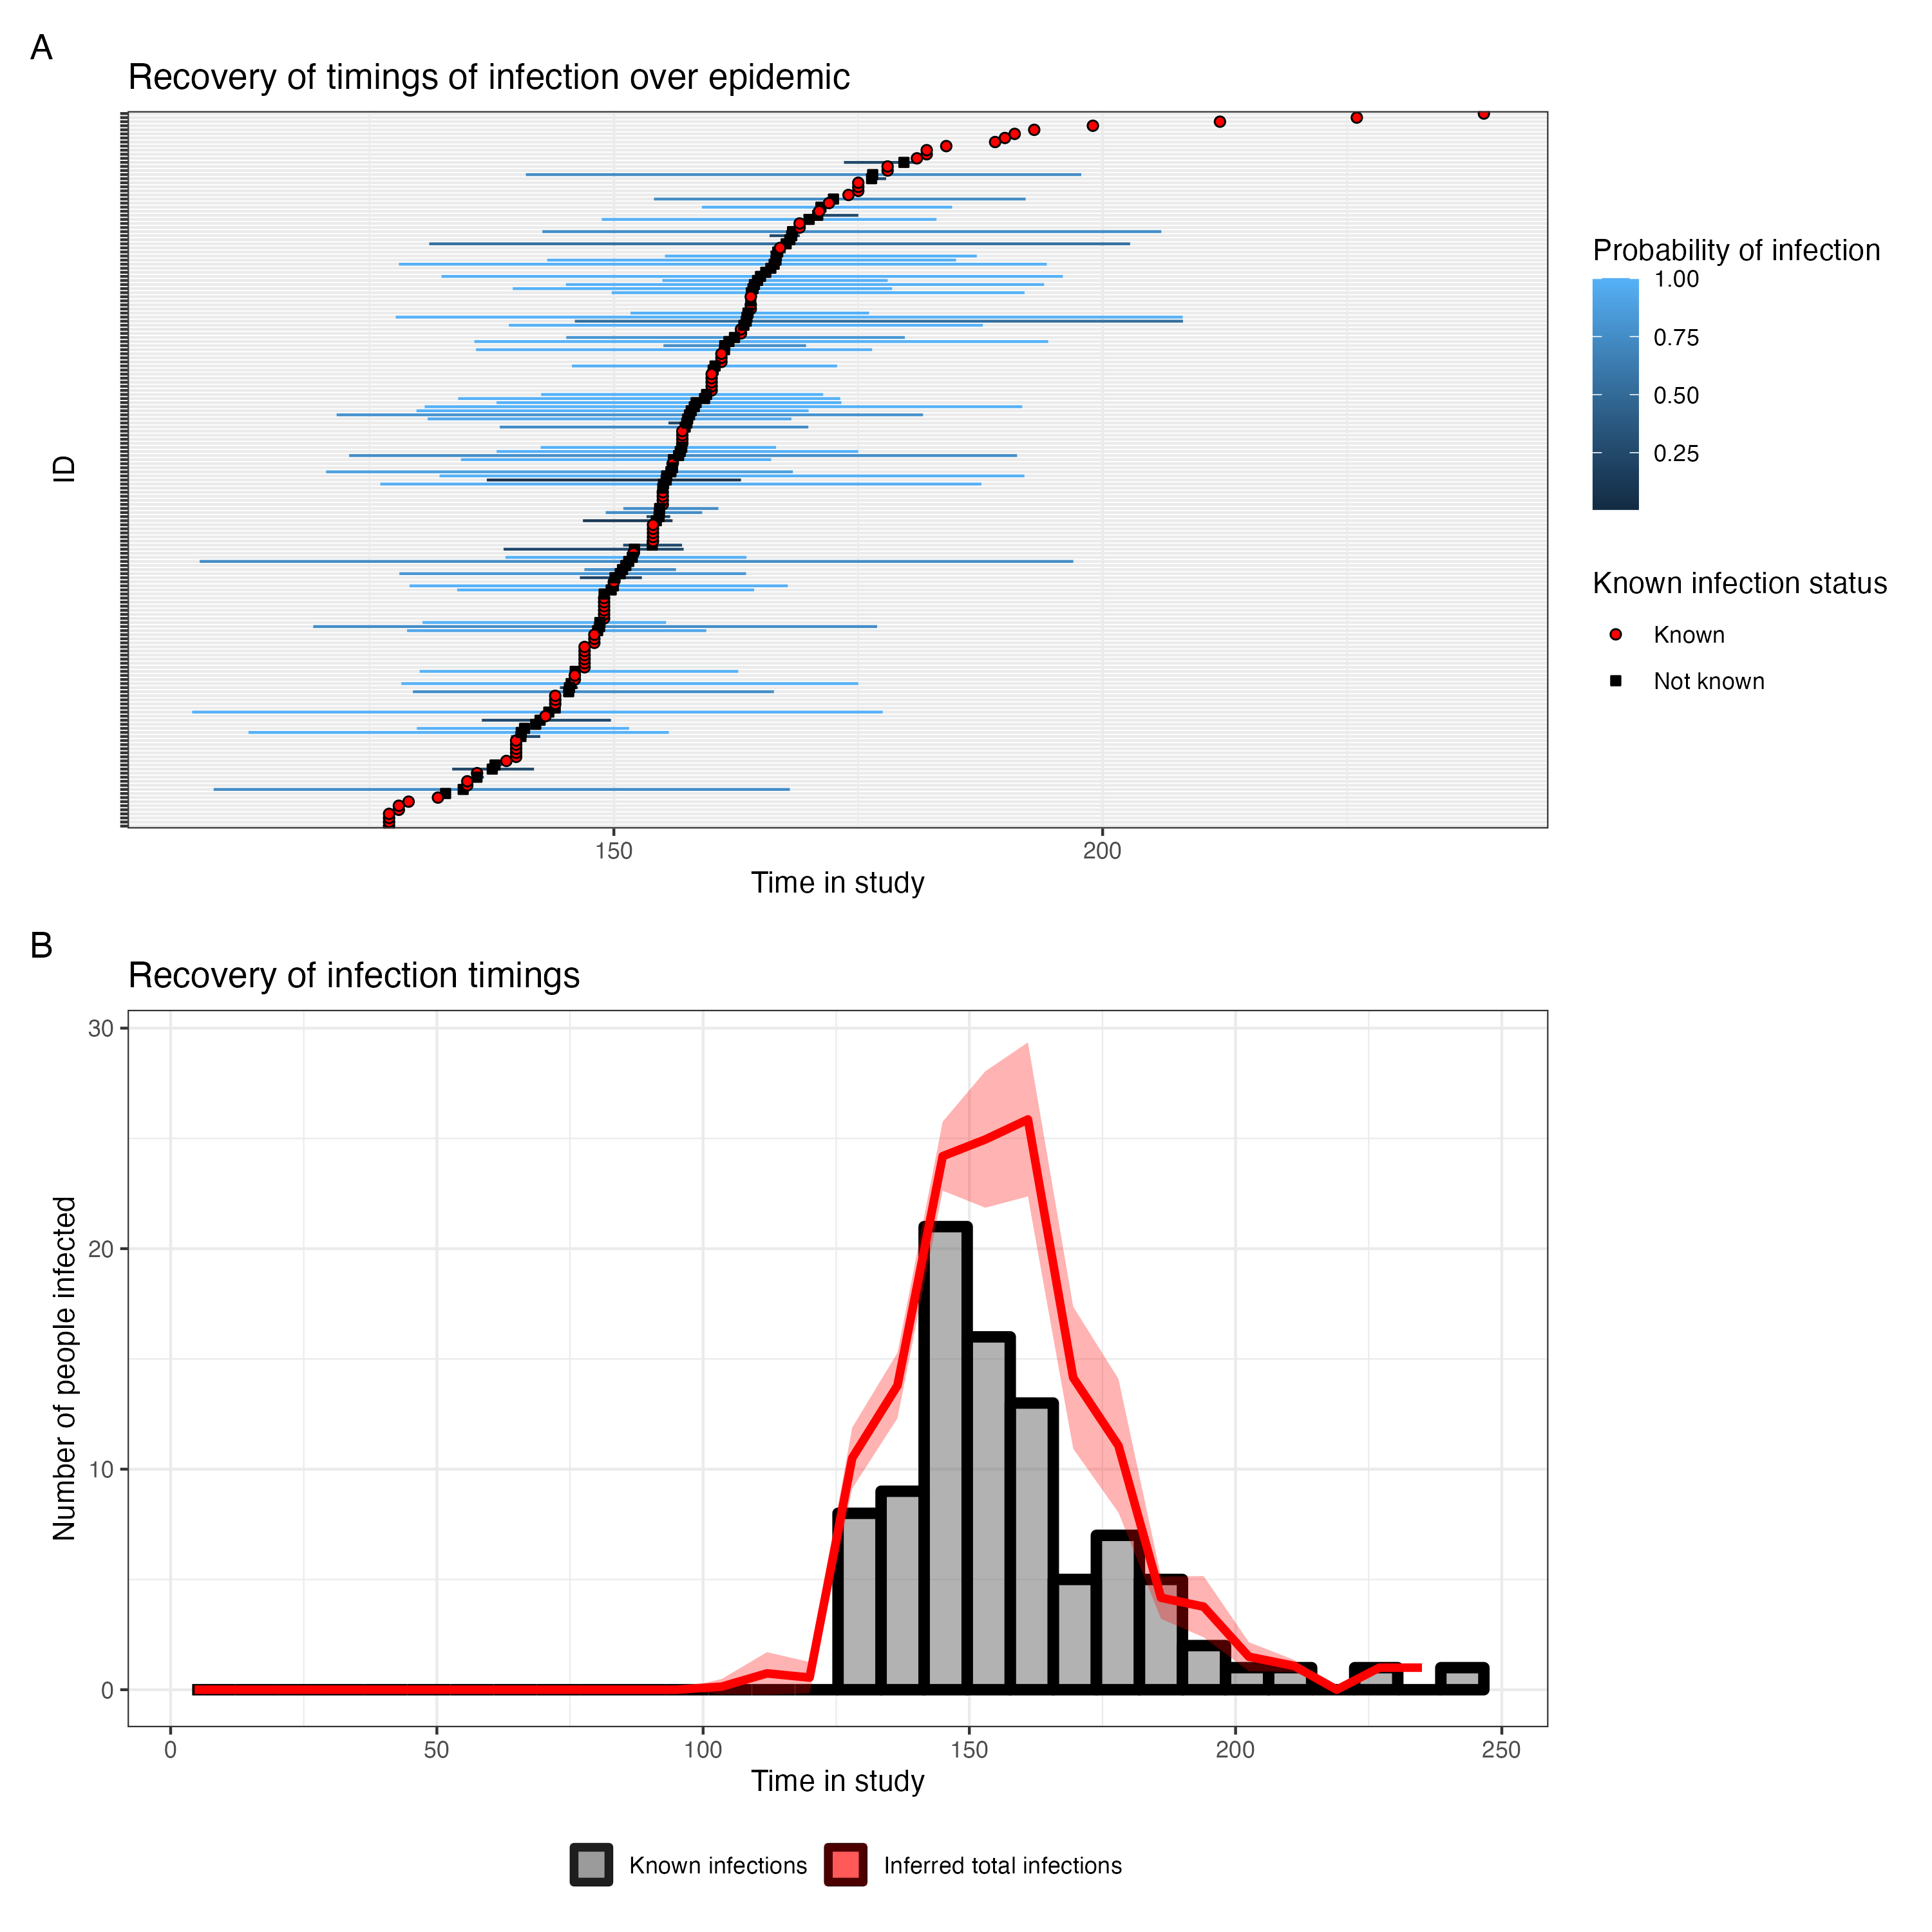 A
Recovery of timings of infection over epidemic
ID
150
200
Time in study
Probability of infection
1.00
0.75
0.50
0.25
Known infection status
Known
Not known
B
Recovery of infection timings
Number of people infected
30
20
10
0
0
50
100
150
200
250
Time in study
Known infections
Inferred total infections